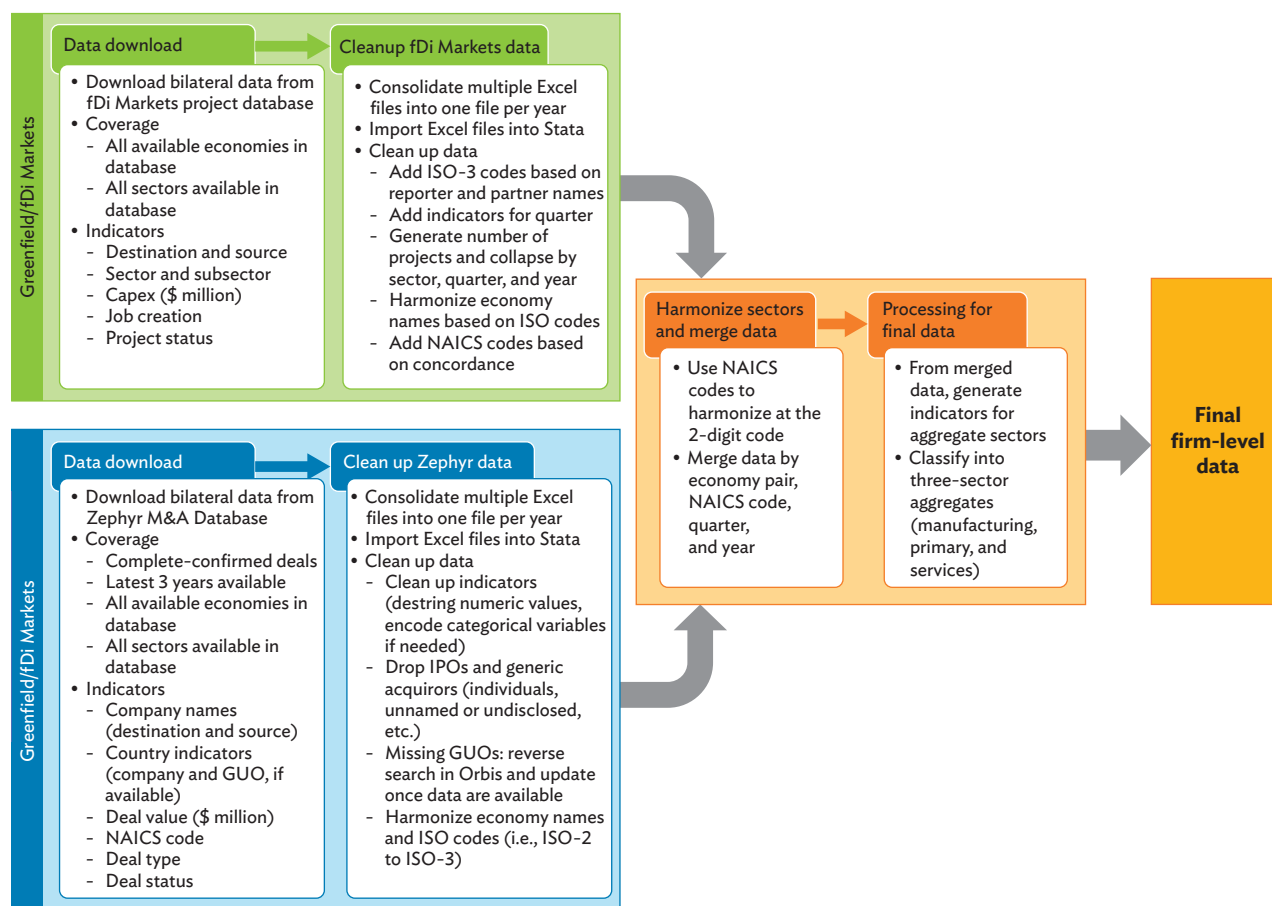 Greenfield/fDi Markets
Data download
• Download bilateral data from
fDi Markets project database
• Coverage
- All available economies in
database
- All sectors available in
database
• Indicators
- Destination and source
- Sector and subsector
- Capex ($ million)
- Job creation
- Project status
Cleanup fDi Markets data
• Consolidate multiple Excel
files into one file per year
• Import Excel files into Stata
• Clean up data
- Add ISO-3 codes based on
reporter and partner names
- Add indicators for quarter
- Generate number of
projects and collapse by
sector, quarter, and year
- Harmonize economy
names based on ISO codes
- Add NAICS codes based
on concordance
Greenfield/fDi Markets
Data download
• Download bilateral data from
Zephyr M&A Database
• Coverage
- Complete-confirmed deals
- Latest 3 years available
- All available economies in
database
- All sectors available in
database
• Indicators
- Company names
(destination and source)
- Country indicators
(company and GUO, if
available)
- Deal value ($ million)
- NAICS code
- Deal type
- Deal status
Clean up Zephyr data
• Consolidate multiple Excel
files into one file per year
• Import Excel files into Stata
• Clean up data
- Clean up indicators
(destring numeric values,
encode categorical variables
if needed)
- Drop IPOs and generic
acquirors (individuals,
unnamed or undisclosed,
etc.)
- Missing GUOs: reverse
search in Orbis and update
once data are available
- Harmonize economy names
and ISO codes (i.e., ISO-2
to ISO-3)
Harmonize sectors
and merge data
• Use NAICS
codes to
harmonize at the
2-digit code
• Merge data by
economy pair,
NAICS code,
quarter,
and year
Processing for
final data
• From merged
data, generate
indicators for
aggregate sectors
• Classify into
three-sector
aggregates
(manufacturing,
primary, and
services)
Final
firm-level
data